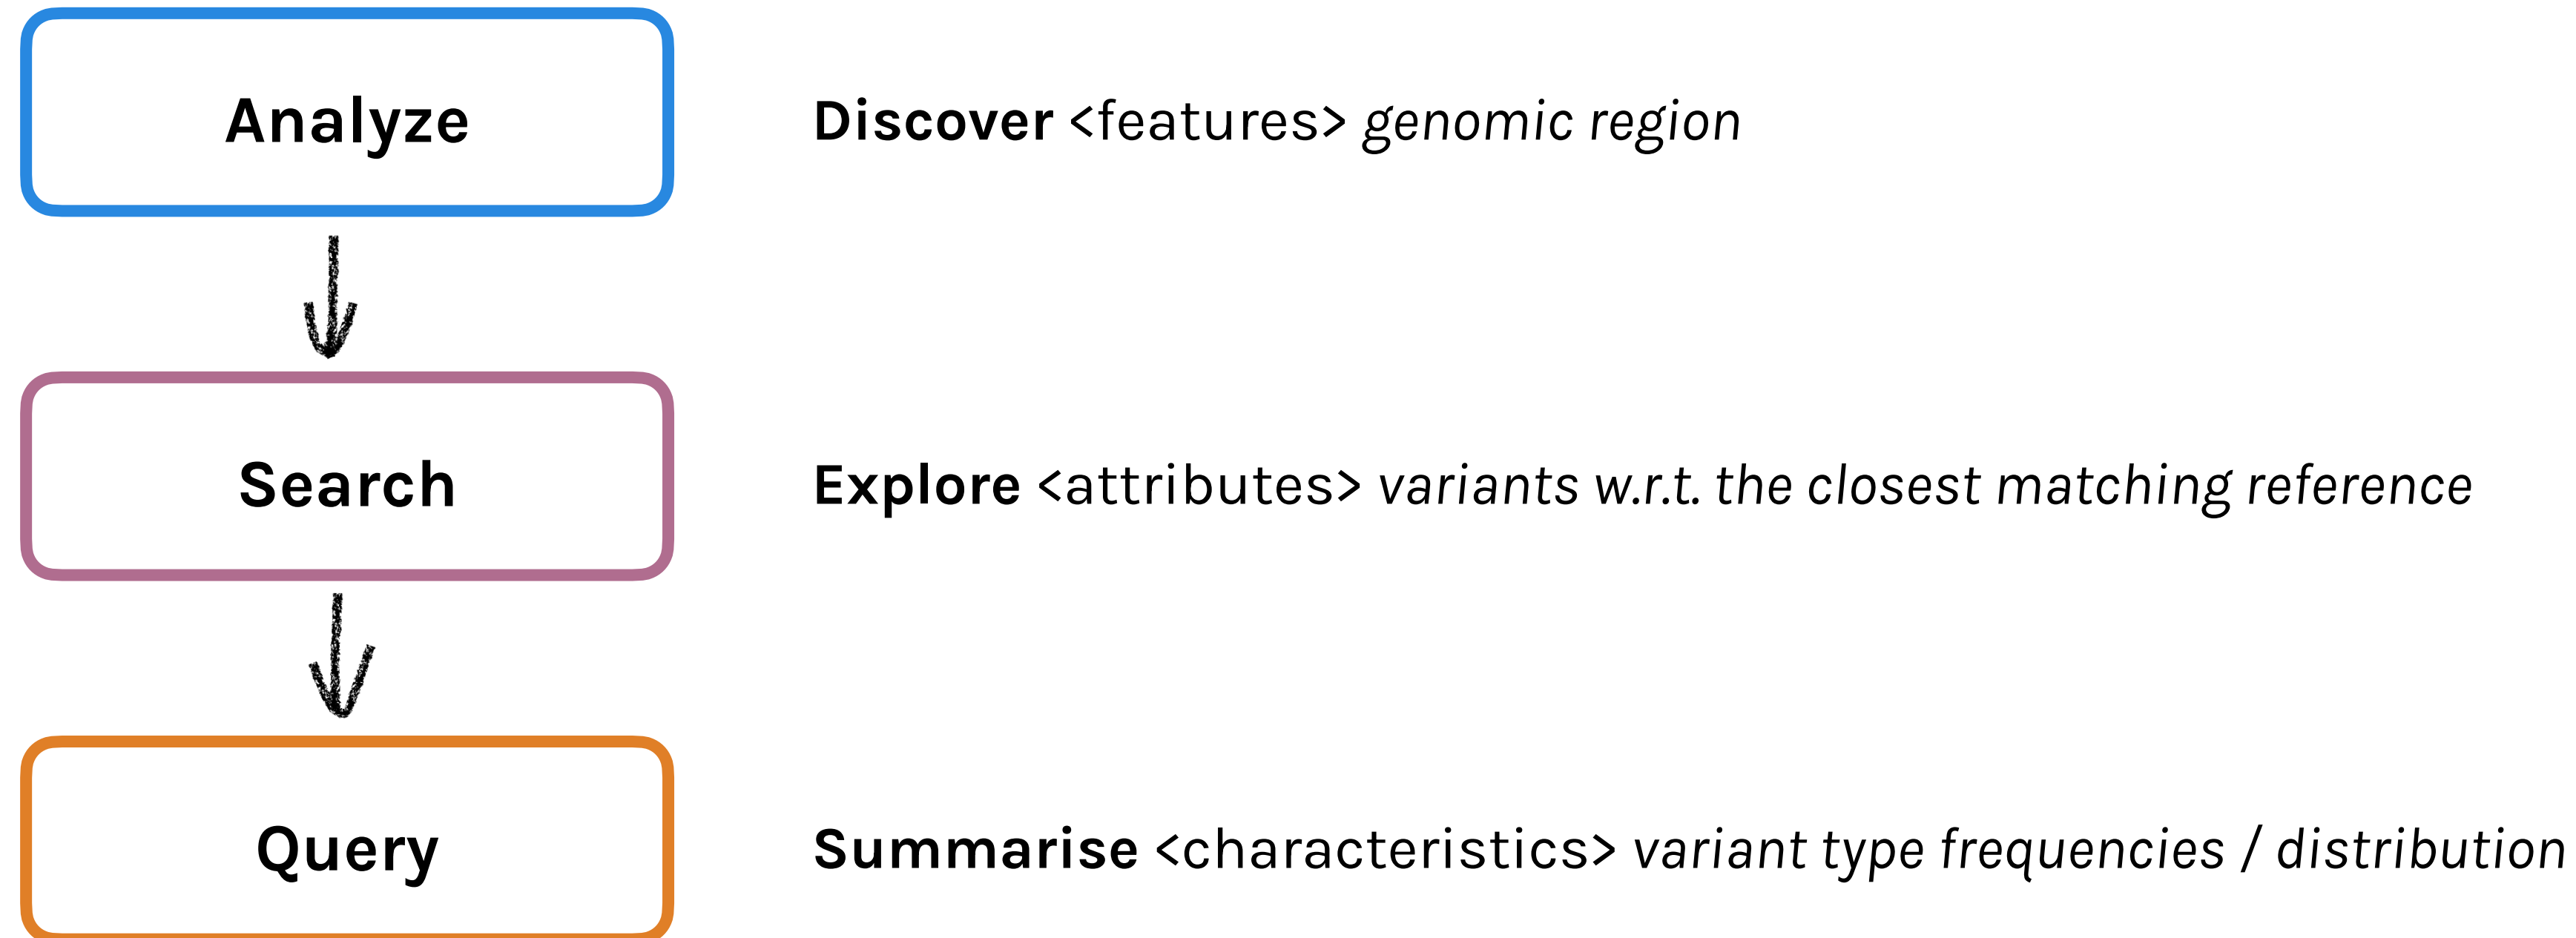 Analyze
Discover <features> genomic region
Search
Explore <attributes> variants w.r.t. the closest matching reference
Query
Summarise <characteristics> variant type frequencies / distribution